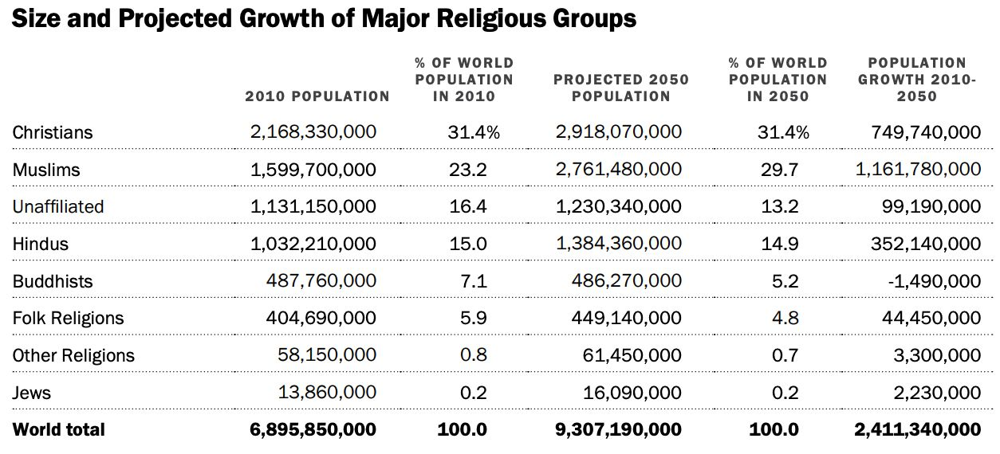 Size and Projected Growth of Major Religious Groups
2010 POPULATION % OF WORLD POPULATION IN 2010 PROJECTED 2050 POPULATION % OF WORLD POPULATION IN 2050 POPULATION GROWTH 2010-2050
Christians 2,168,330,000 31.4% 2,918,070,000 31.4% 749,740,000
Muslims 1,599,700,000 23.2 2,761,480,000 29.7 1,161,780,000
Unaffiliated 1,131,150,000 16.4 1,230,340,000 13.2 99,190,000
Hindus 1,032,210,000 15.0 1,384,360,000 14.9 352,140,000
Buddhists 487,760,000 7.1 486,270,000 5.2 -1,490,000
Folk Religions 404,690,000 5.9 449,140,000 4.8 44,450,000
Other Religions 58,150,000 0.8 61,450,000 0.7 3,300,000
Jews 13,860,000 0.2 16,090,000 0.2 2,230,000
World total 6,895,850,000 100.0 9,307,190,000 100.0 2,411,340,000